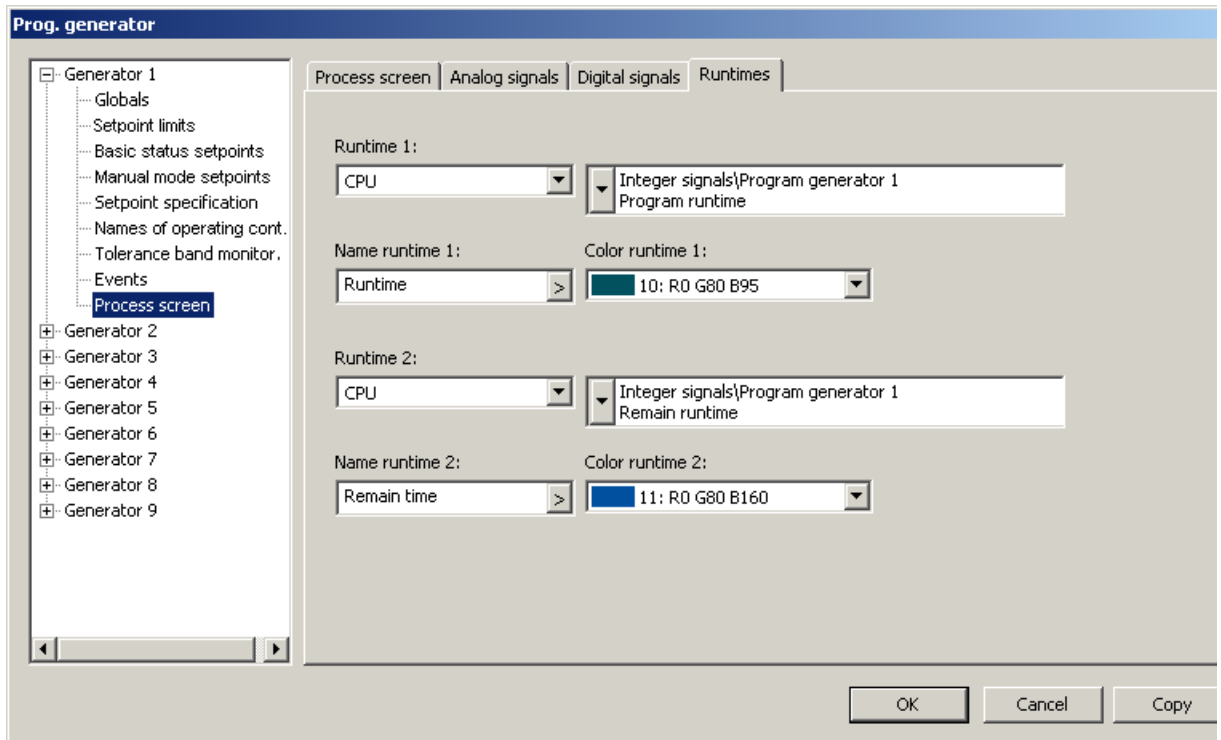 Prog. generator
Generator 1
Globals
Setpoint limits
Basic status setpoints
Manual mode setpoints
Setpoint specification
Names of operating cont.
Tolerance band monitor.
Events
Process screen
Generator 2
Generator 3
Generator 4
Generator 5
Generator 6
Generator 7
Generator 8
Generator 9
Process screen
Analog signals
Digital signals
Runtimes
Runtime 1:
CPU
Integer signals\Program generator 1
Program runtime
Name runtime 1:
Color runtime 1:
Runtime
>
10: R0 G80 B95
Runtime 2:
CPU
Integer signals\Program generator 1
Remain runtime
Name runtime 2:
Color runtime 2:
Remain time
>
11: R0 G80 B160
OK
Cancel
Copy